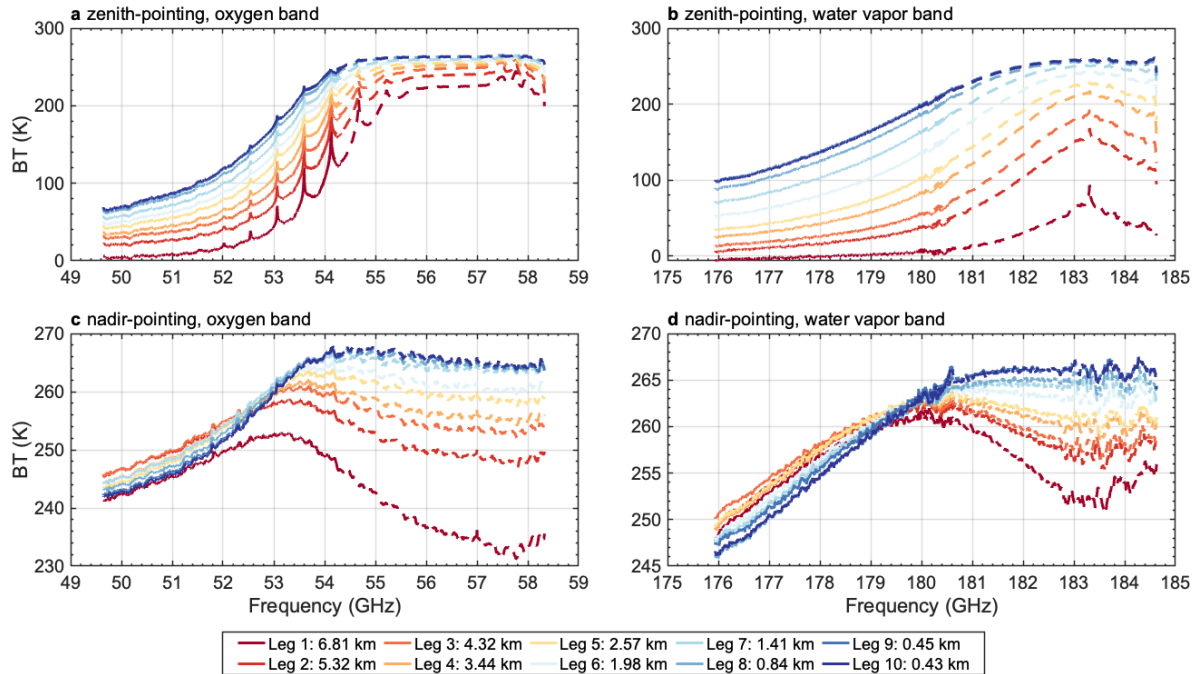 a zenith-pointing, oxygen band
b zenith-pointing, water vapor band
300
200
100
0
BT (K)
49 50 51 52 53 54 55 56 57 58 59
300
250
200
150
100
50
0
BT (K)
175 176 177 178 179 180 181 182 183 184 185
c nadir-pointing, oxygen band
d nadir-pointing, water vapor band
270
260
250
240
230
BT (K)
49 50 51 52 53 54 55 56 57 58 59
Frequency (GHz)
270
265
260
255
250
245
BT (K)
175 176 177 178 179 180 181 182 183 184 185
Frequency (GHz)
Leg 1: 6.81 km Leg 3: 4.32 km Leg 5: 2.57 km Leg 7: 1.41 km Leg 9: 0.45 km
Leg 2: 5.32 km Leg 4: 3.44 km Leg 6: 1.98 km Leg 8: 0.84 km Leg 10: 0.43 km